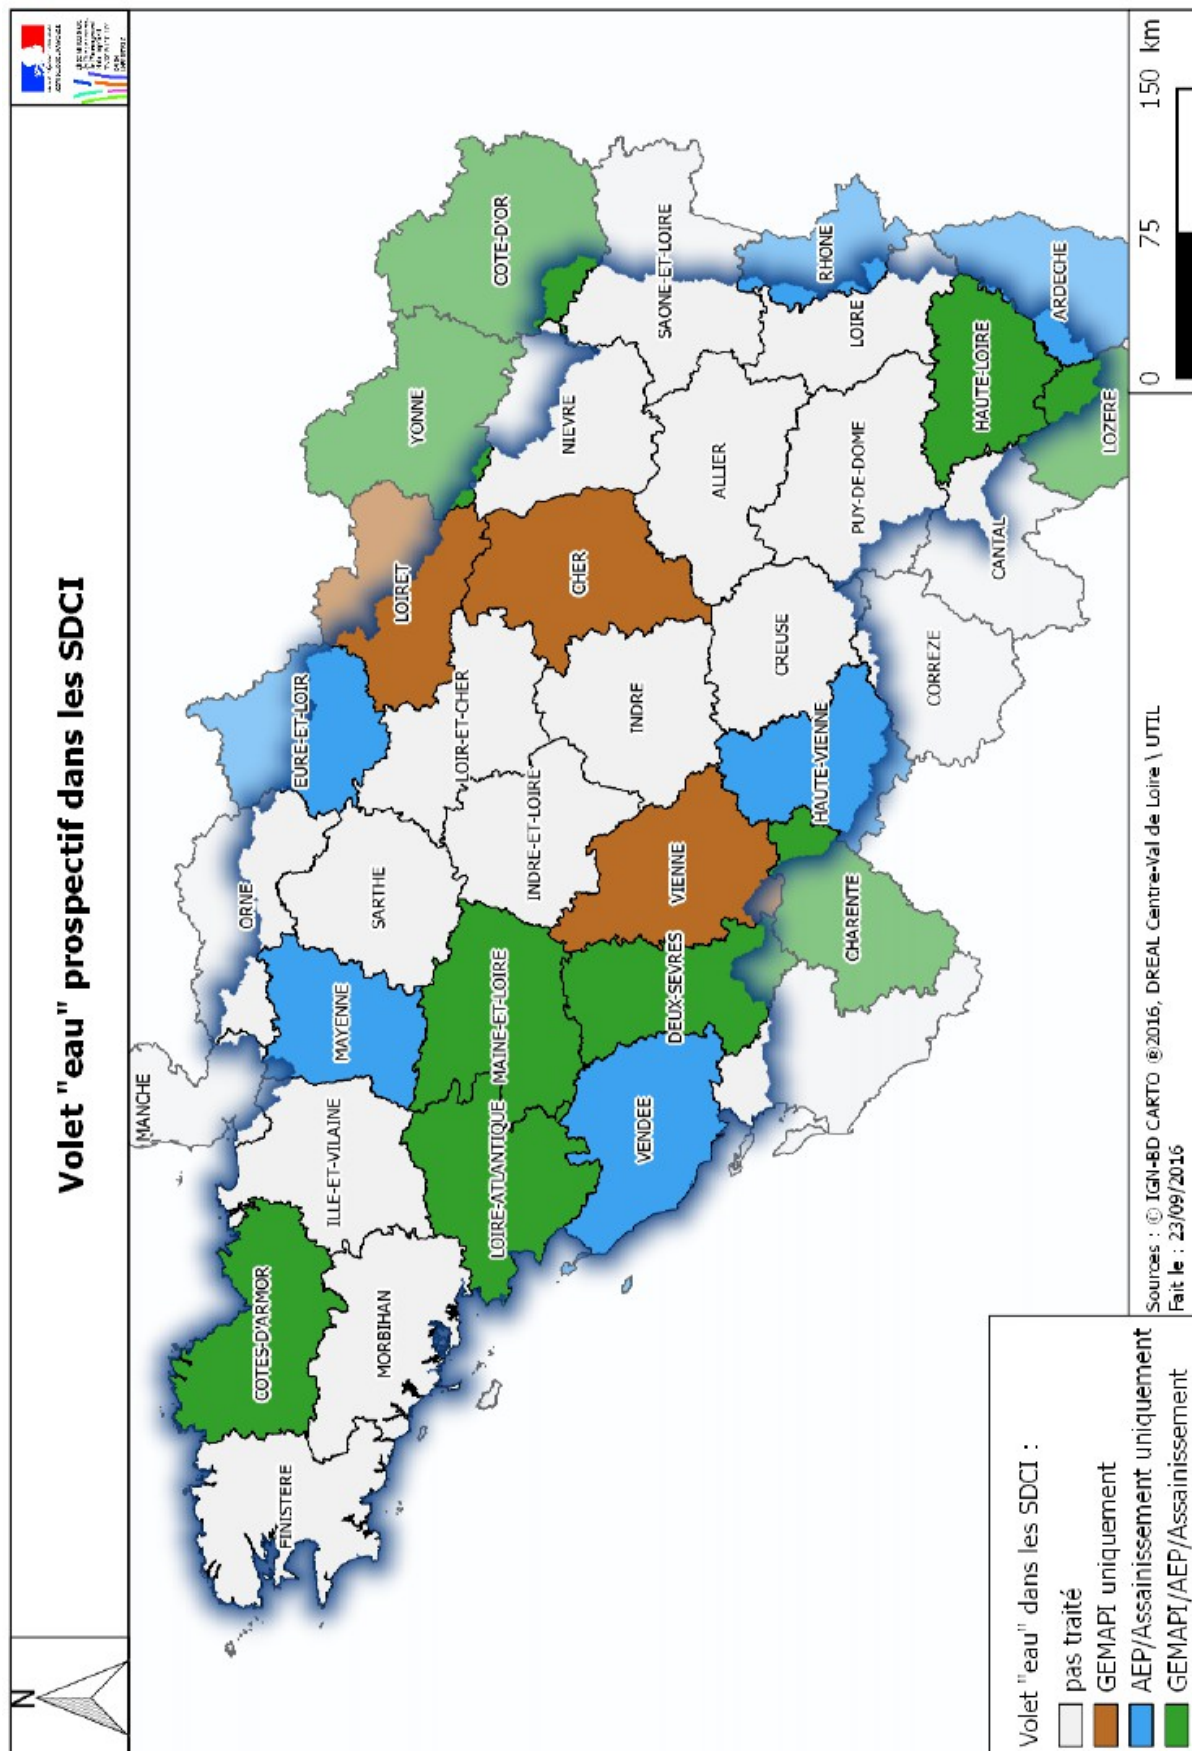 Volet "eau" prospectif dans les SDCI
N
MANCHE
ORNE
EURE-ET-LOIR
YONNE
COTE-D'OR
COTES-D'ARMOR
FINISTERE
ILLE-ET-VILAINE
MAYENNE
SARTHE
LOIRET
MORBIHAN
LOIR-ET-CHER
LOIRE-ATLANTIQUE
MAINE-ET-LOIRE
INDRE-ET-LOIRE
CHER
NIEVRE
VENDEE
DEUX-SEVRES
VIENNE
INDRE
SAONE-ET-LOIRE
ALLIER
CREUSE
HAUTE-VIENNE
CHARENTE
PUY-DE-DOME
LOIRE
RHONE
CORREZE
CANTAL
HAUTE-LOIRE
ARDECHE
LOZERE
Volet "eau" dans les SDCI :
pas traité
GEMAPI uniquement
AEP/Assainissement uniquement
GEMAPI/AEP/Assainissement
Sources : © IGN-BD CARTO ®2016, DREAL Centre-Val de Loire \ UTIL
Fait le : 23/09/2016
0 75 150 km